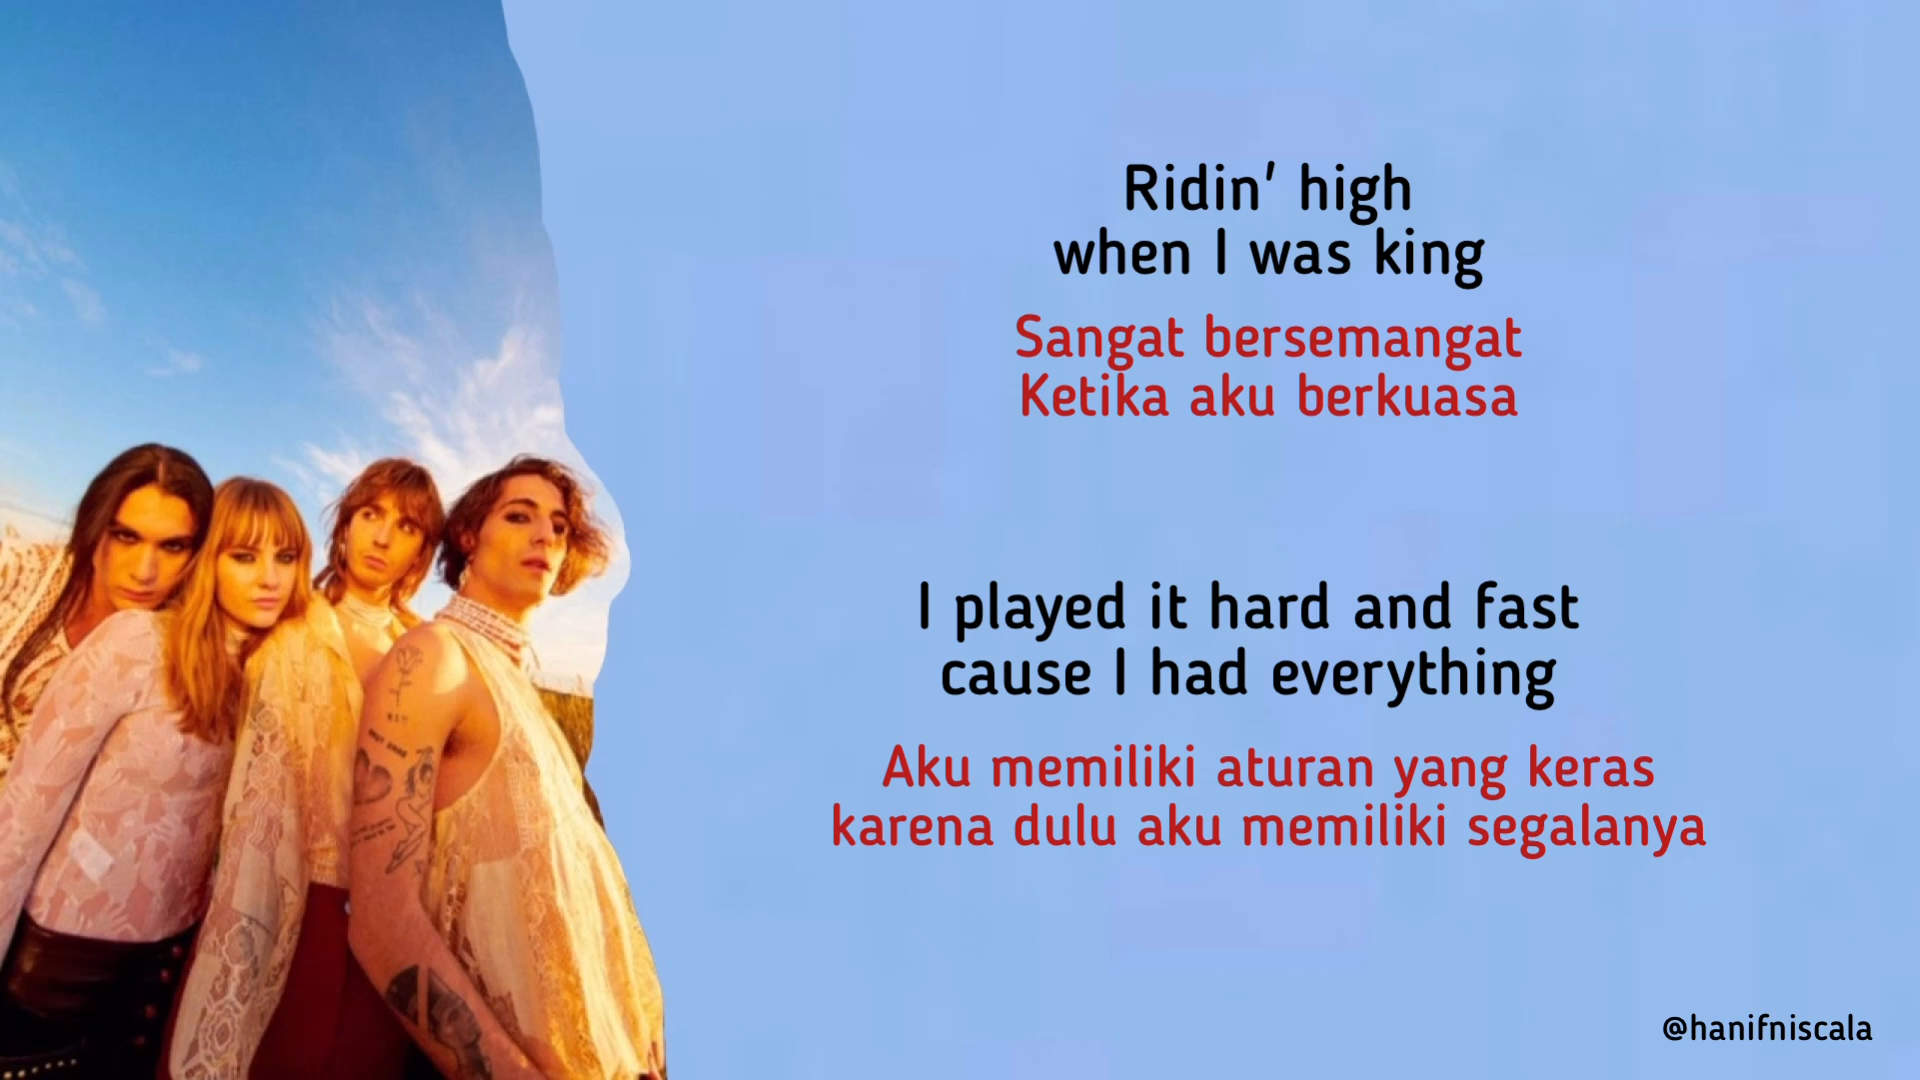 Ridin' high
when I was king
Sangat bersemangat
Ketika aku berkuasa
I played it hard and fast
cause I had everything
Aku memiliki aturan yang keras
karena dulu aku memiliki segalanya
@hanifniscala